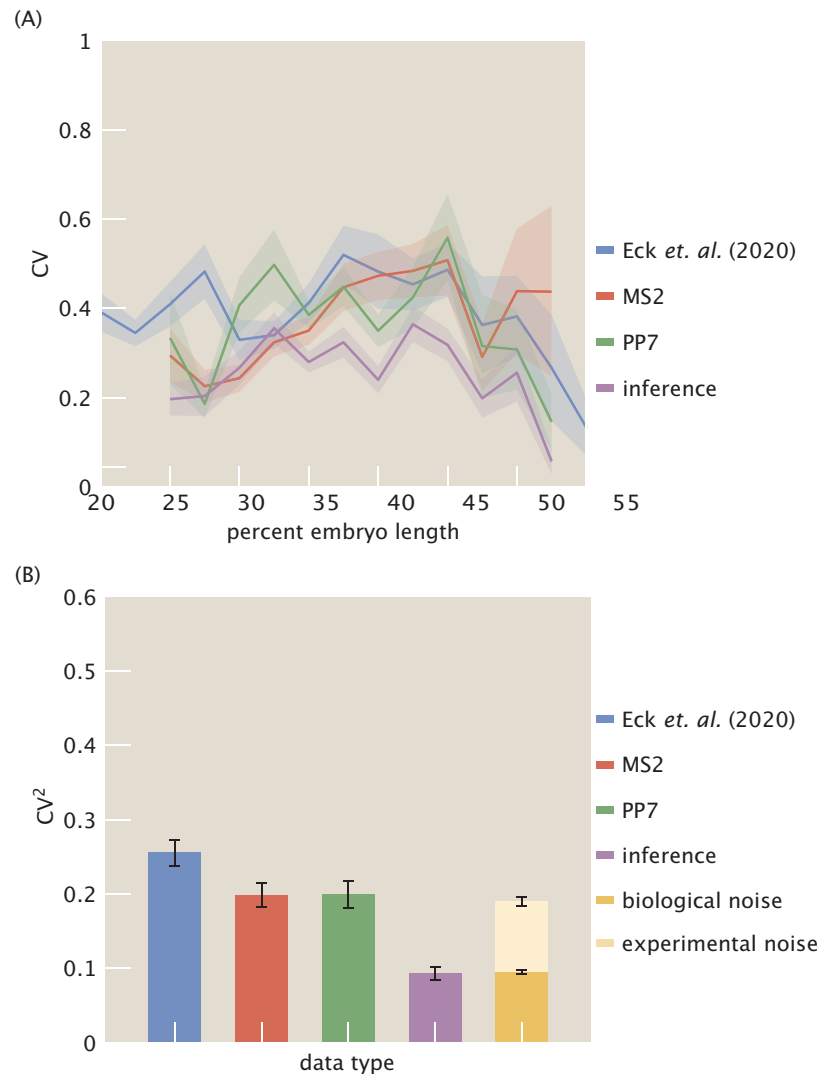 (A)
1
0.8
0.6
0.4
0.2
0
CV
20 25 30 35 40 45 50 55
percent embryo length
Eck et. al. (2020)
MS2
PP7
inference
(B)
0.6
0.5
0.4
0.3
0.2
0.1
0
CV²
data type
Eck et. al. (2020)
MS2
PP7
inference
biological noise
experimental noise